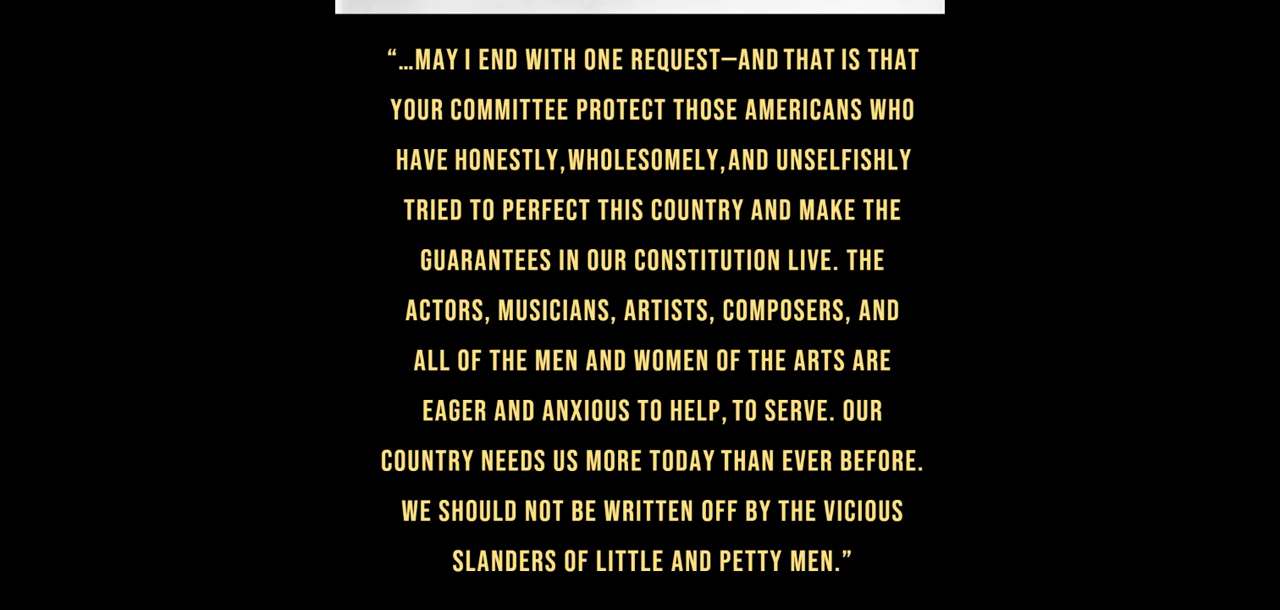 “…MAY I END WITH ONE REQUEST—AND THAT IS THAT
YOUR COMMITTEE PROTECT THOSE AMERICANS WHO
HAVE HONESTLY, WHOLESOMELY, AND UNSELFISHLY
TRIED TO PERFECT THIS COUNTRY AND MAKE THE
GUARANTEES IN OUR CONSTITUTION LIVE. THE
ACTORS, MUSICIANS, ARTISTS, COMPOSERS, AND
ALL OF THE MEN AND WOMEN OF THE ARTS ARE
EAGER AND ANXIOUS TO HELP, TO SERVE. OUR
COUNTRY NEEDS US MORE TODAY THAN EVER BEFORE.
WE SHOULD NOT BE WRITTEN OFF BY THE VICIOUS
SLANDERS OF LITTLE AND PETTY MEN.”